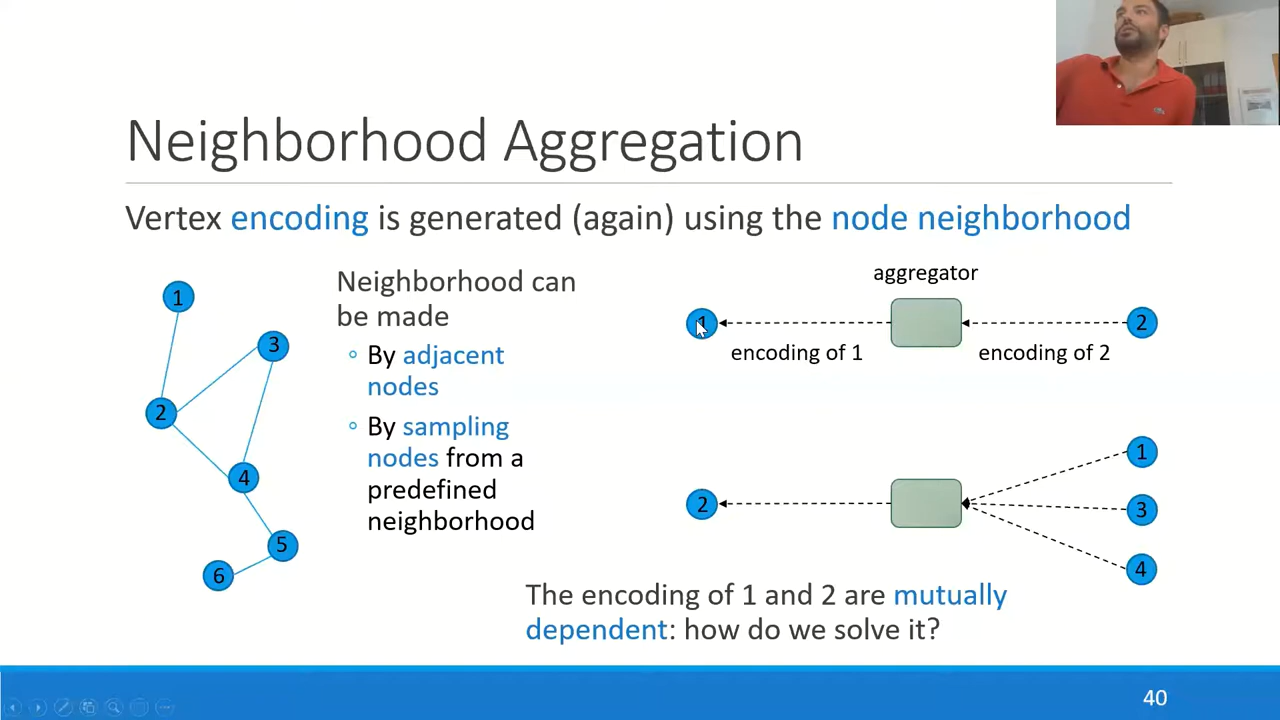 Neighborhood Aggregation
Vertex encoding is generated (again) using the node neighborhood
1
3
2
4
5
6
Neighborhood can
be made
By adjacent
nodes
By sampling
nodes from a
predefined
neighborhood
aggregator
1
2
encoding of 1
encoding of 2
2
1
3
4
The encoding of 1 and 2 are mutually
dependent: how do we solve it?
40